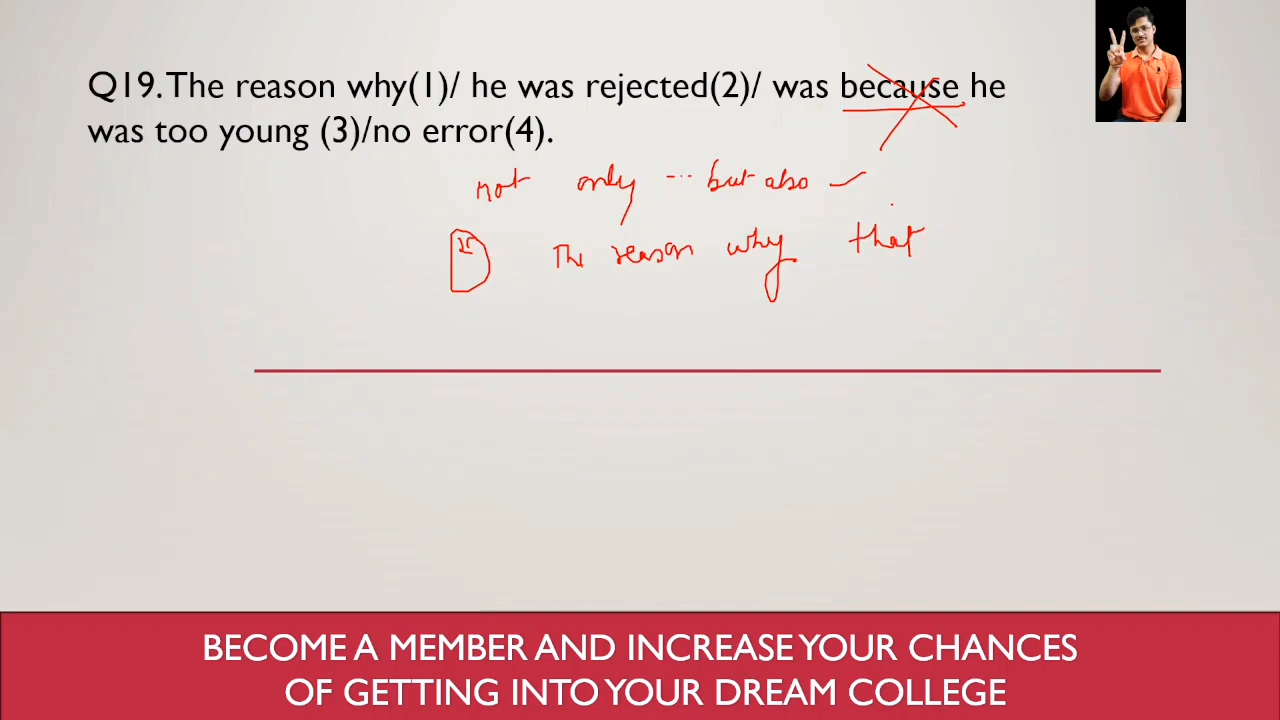 Q19. The reason why(1)/ he was rejected(2)/ was because he
was too young (3)/no error(4).
not only ... but also
The reason why that
BECOME A MEMBER AND INCREASE YOUR CHANCES
OF GETTING INTO YOUR DREAM COLLEGE